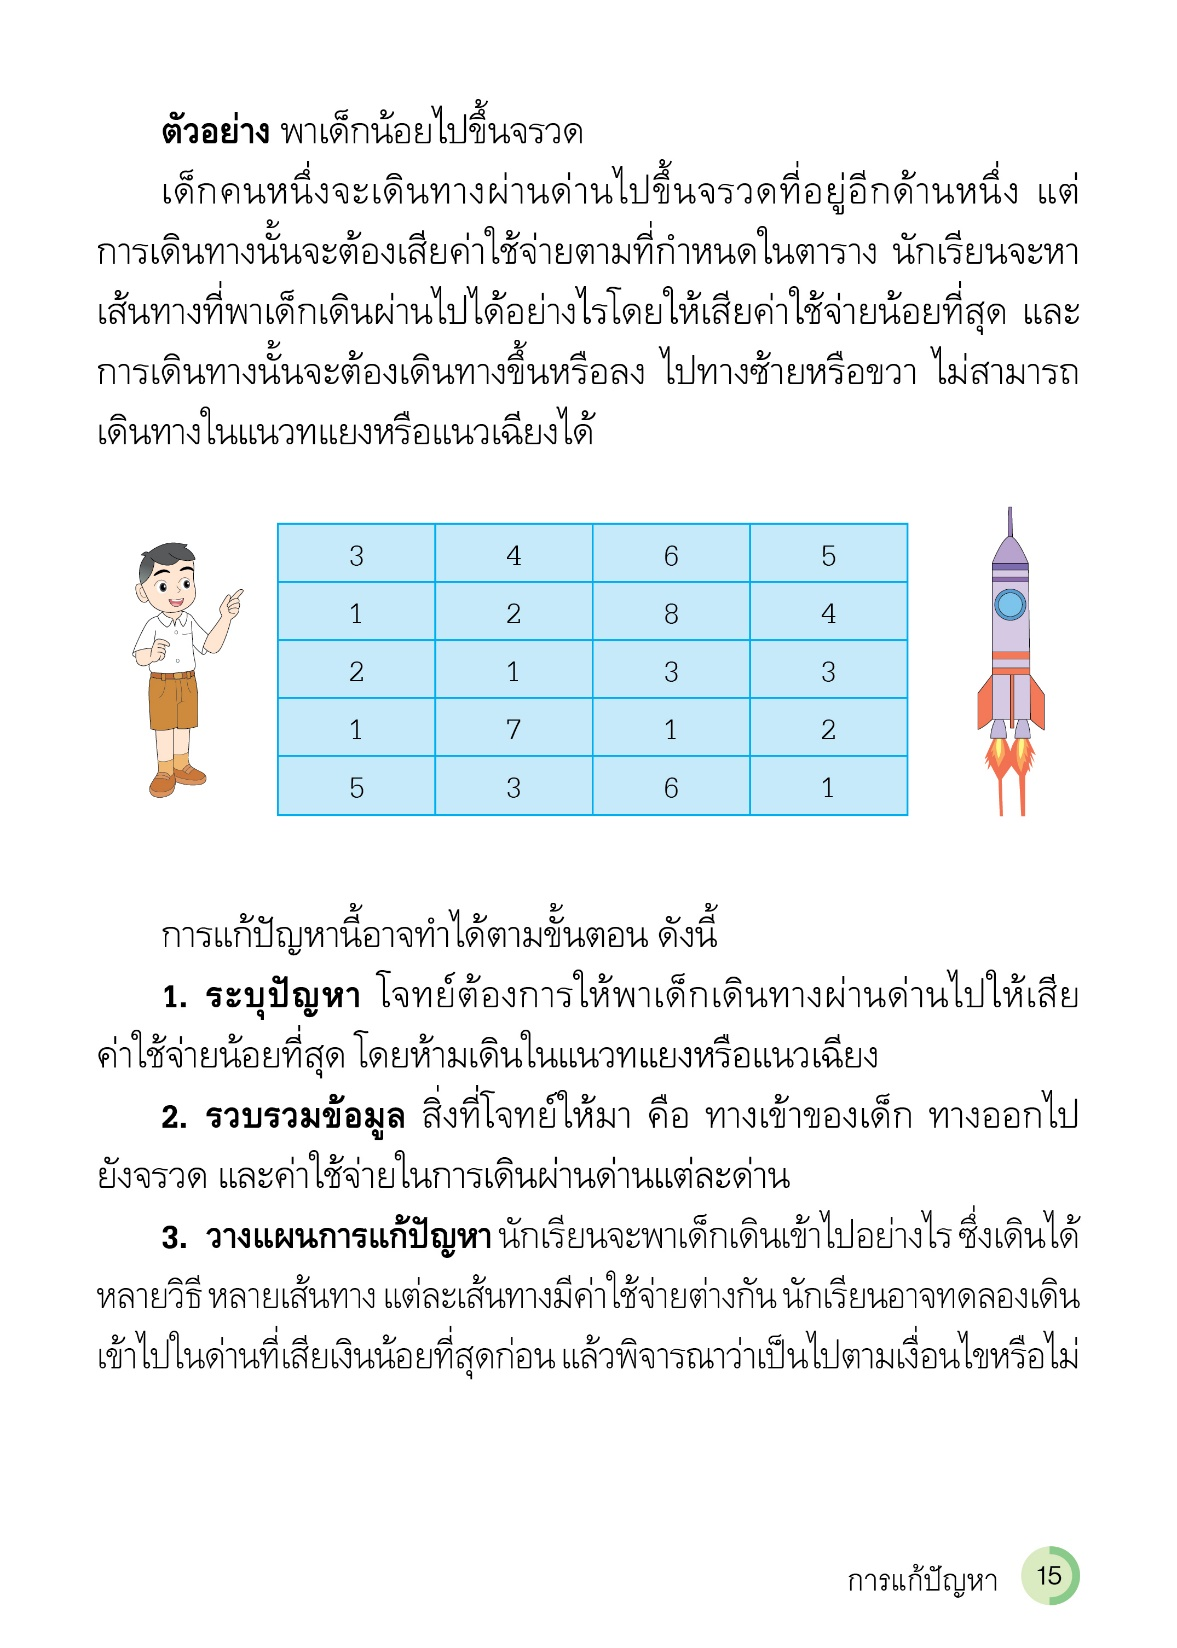 ตัวอย่าง พาเด็กน้อยไปขึ้นจรวด
เด็กคนหนึ่งจะเดินทางผ่านด่านไปขึ้นจรวดที่อยู่อีกด้านหนึ่ง แต่
การเดินทางนั้นจะต้องเสียค่าใช้จ่ายตามที่กำหนดในตาราง นักเรียนจะหา
เส้นทางที่พาเด็กเดินผ่านไปได้อย่างไรโดยให้เสียค่าใช้จ่ายน้อยที่สุด และ
การเดินทางนั้นจะต้องเดินทางขึ้นหรือลง ไปทางซ้ายหรือขวา ไม่สามารถ
เดินทางในแนวทแยงหรือแนวเฉียงได้
3 4 6 5
1 2 8 4
2 1 3 3
1 7 1 2
5 3 6 1
การแก้ปัญหานี้อาจทำได้ตามขั้นตอน ดังนี้
1. ระบุปัญหา โจทย์ต้องการให้พาเด็กเดินทางผ่านด่านไปให้เสีย
ค่าใช้จ่ายน้อยที่สุด โดยห้ามเดินในแนวทแยงหรือแนวเฉียง
2. รวบรวมข้อมูล สิ่งที่โจทย์ให้มา คือ ทางเข้าของเด็ก ทางออกไป
ยังจรวด และค่าใช้จ่ายในการเดินผ่านด่านแต่ละด่าน
3. วางแผนการแก้ปัญหา นักเรียนจะพาเด็กเดินเข้าไปอย่างไร ซึ่งเดินได้
หลายวิธี หลายเส้นทาง แต่ละเส้นทางมีค่าใช้จ่ายต่างกัน นักเรียนอาจทดลองเดิน
เข้าไปในด่านที่เสียเงินน้อยที่สุดก่อน แล้วพิจารณาว่าเป็นไปตามเงื่อนไขหรือไม่
การแก้ปัญหา 15